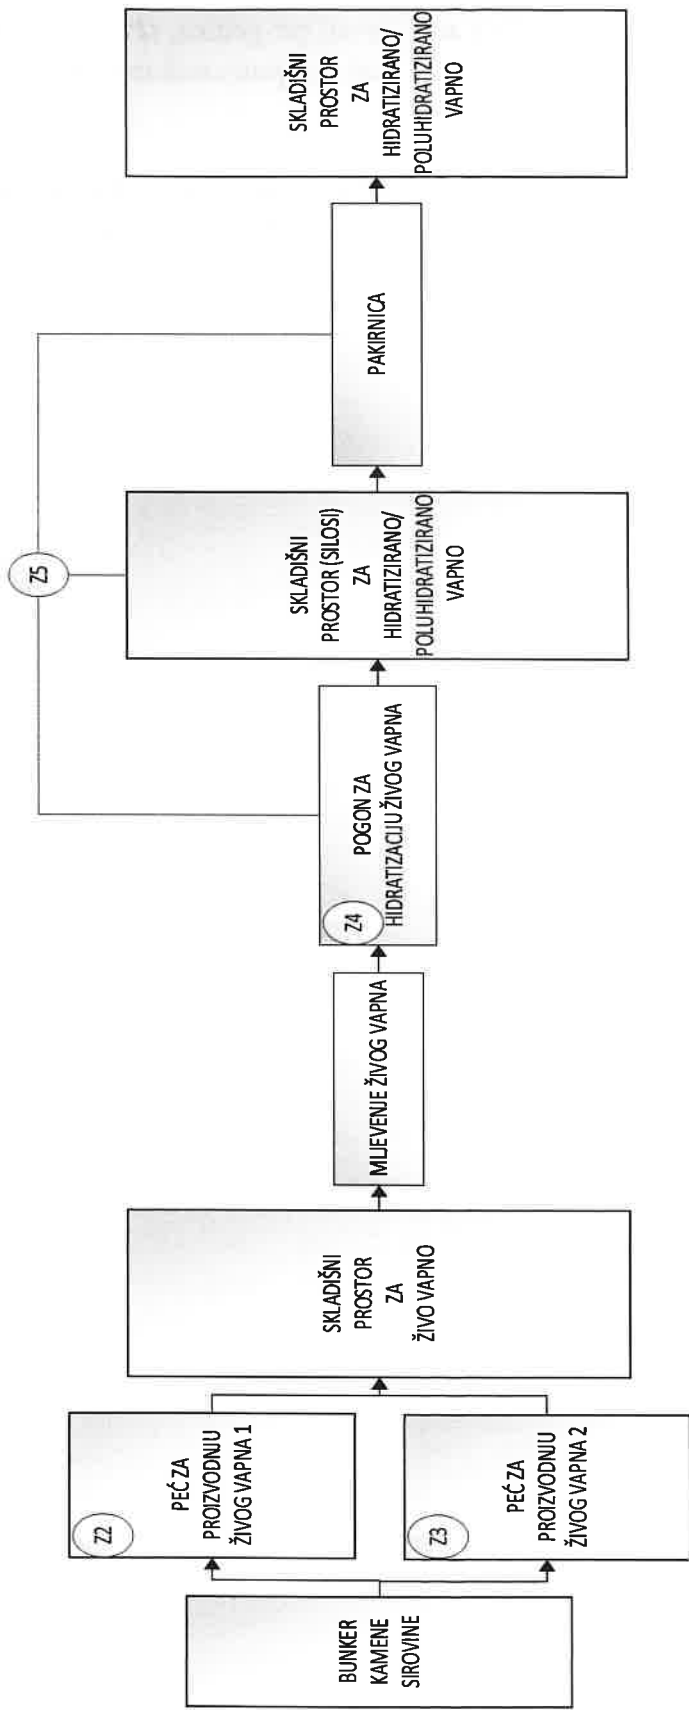 BUNKER
KAMENE
SIROVINE
Z2
PEĆ ZA
PROIZVODNJU
ŽIVOG VAPNA 1
Z3
PEĆ ZA
PROIZVODNJU
ŽIVOG VAPNA 2
SKLADIŠNI
PROSTOR
ZA
ŽIVO VAPNO
MLJEVENJE ŽIVOG VAPNA
Z4
POGON ZA
HIDRATIZACIJU ŽIVOG VAPNA
Z5
SKLADIŠNI
PROSTOR (SILOSI)
ZA
HIDRATIZIRANO/
POLUHIDRATIZIRANO
VAPNO
PAKIRNICA
SKLADIŠNI
PROSTOR
ZA
HIDRATIZIRANO/
POLUHIDRATIZIRANO
VAPNO